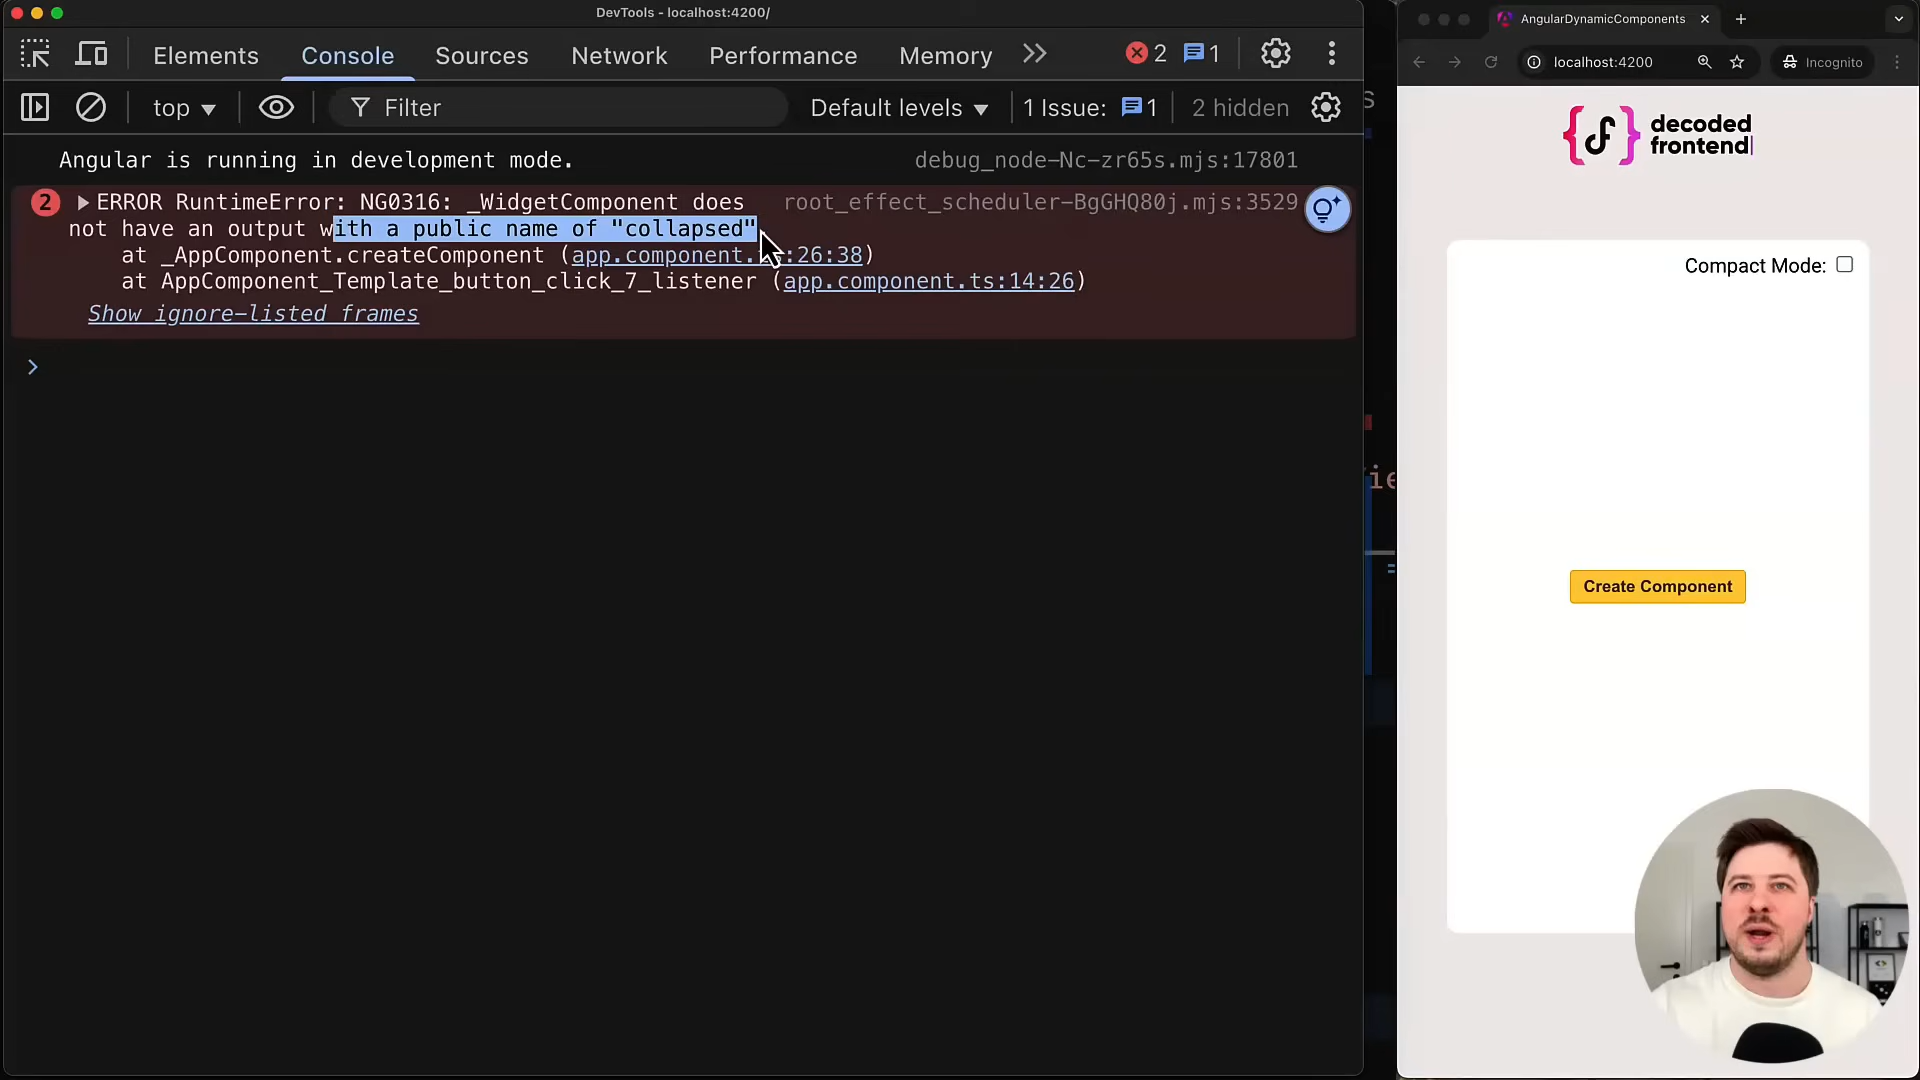 DevTools - localhost:4200/
Elements
Console
Sources
Network
Performance
Memory
2
1
top
Filter
Default levels
1 Issue:
1
2 hidden
Angular is running in development mode.
debug_node-Nc-zr65s.mjs:17801
2
ERROR RuntimeError: NG0316: _WidgetComponent does
root_effect_scheduler-BgGHQ80j.mjs:3529
not have an output with a public name of "collapsed"
at _AppComponent.createComponent (app.component. :26:38)
at AppComponent_Template_button_click_7_listener (app.component.ts:14:26)
Show ignore-listed frames
AngularDynamicComponents
localhost:4200
Incognito
decoded
frontend
Compact Mode:
Create Component